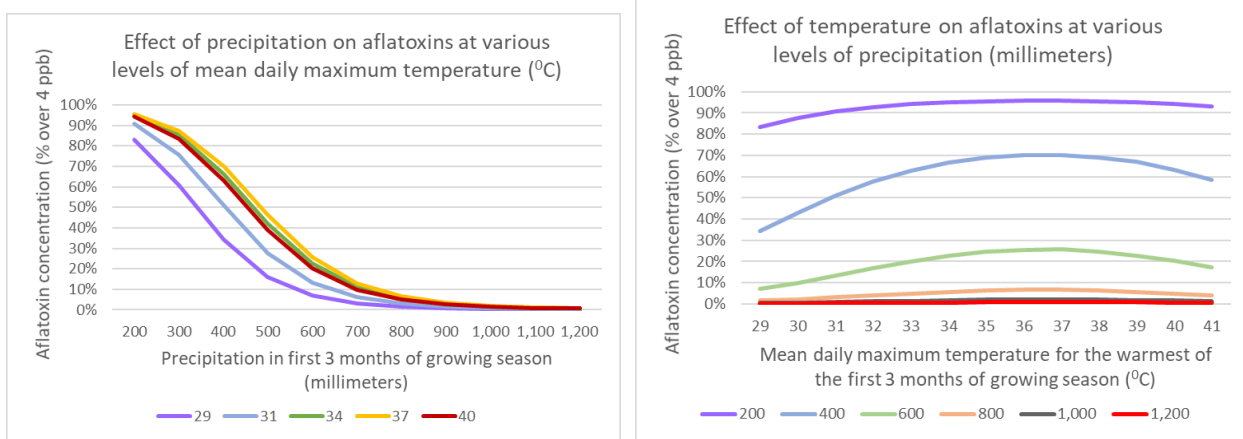 Effect of precipitation on aflatoxins at various
levels of mean daily maximum temperature (⁰C)
Aflatoxin concentration (% over 4 ppb)
100%
90%
80%
70%
60%
50%
40%
30%
20%
10%
0%
200 300 400 500 600 700 800 900 1,000 1,100 1,200
Precipitation in first 3 months of growing season
(millimeters)
29 31 34 37 40
Effect of temperature on aflatoxins at various
levels of precipitation (millimeters)
Aflatoxin concentration (% over 4 ppb)
100%
90%
80%
70%
60%
50%
40%
30%
20%
10%
0%
29 30 31 32 33 34 35 36 37 38 39 40 41
Mean daily maximum temperature for the warmest of
the first 3 months of growing season (⁰C)
200 400 600 800 1,000 1,200